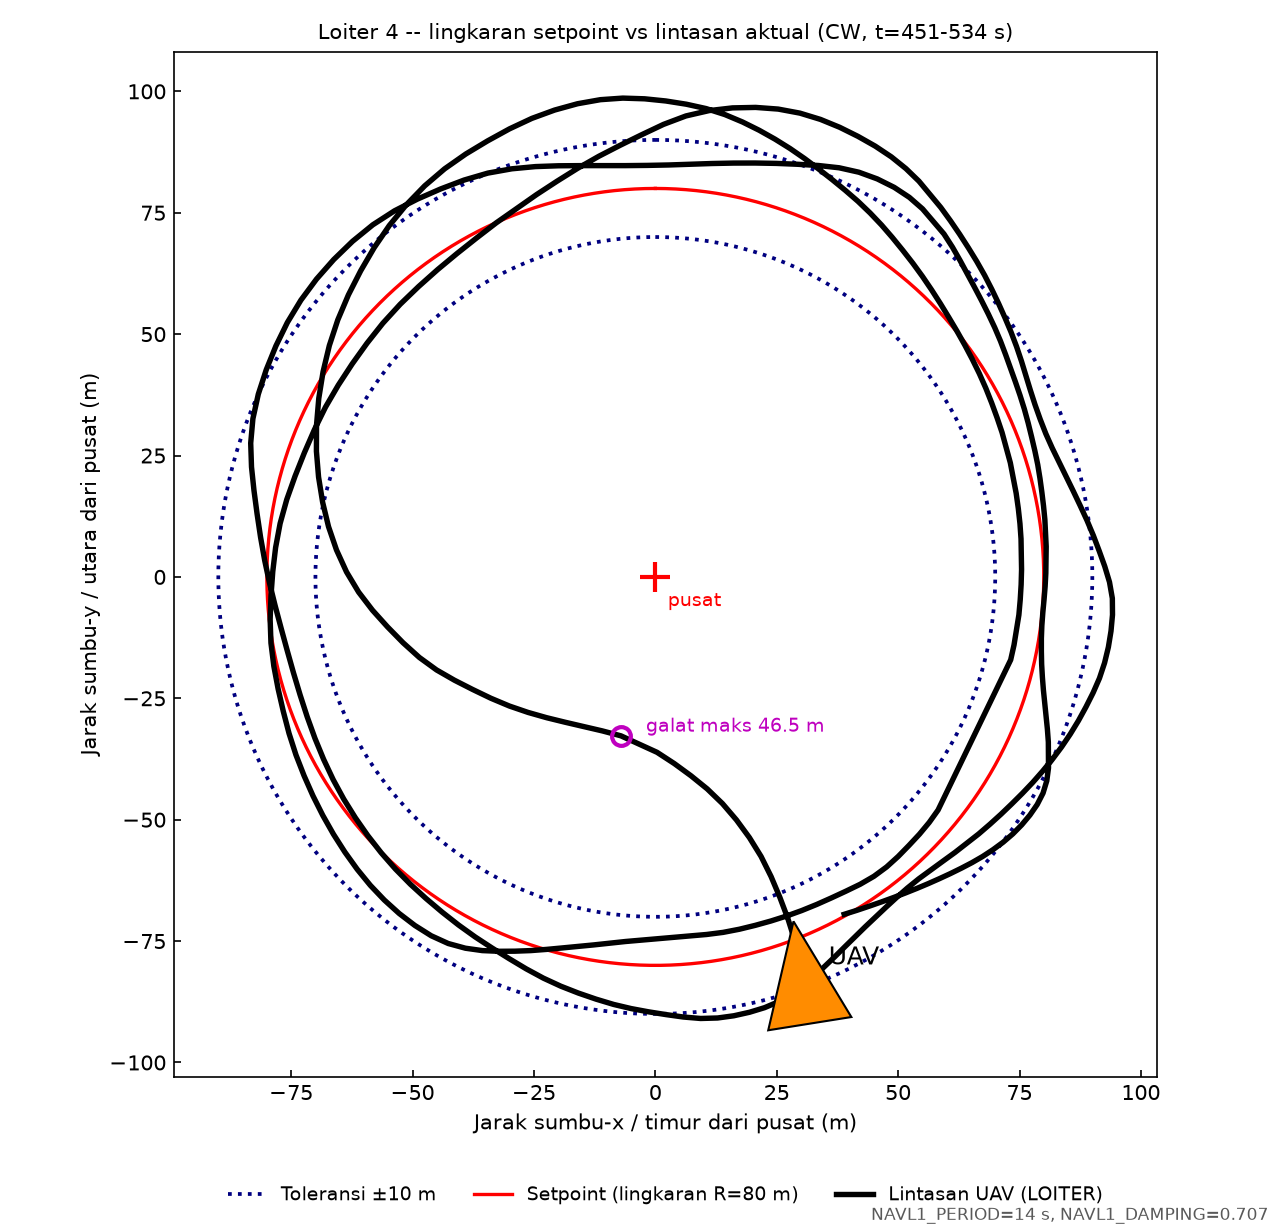 Loiter 4 -- lingkaran setpoint vs lintasan aktual (CW, t=451-534 s)
Jarak sumbu-y / utara dari pusat (m)
100
75
50
25
0
−25
−50
−75
−100
pusat
galat maks 46.5 m
UAV
−75
−50
−25
0
25
50
75
100
Jarak sumbu-x / timur dari pusat (m)
Toleransi ±10 m
Setpoint (lingkaran R=80 m)
Lintasan UAV (LOITER)
NAVL1_PERIOD=14 s, NAVL1_DAMPING=0.707